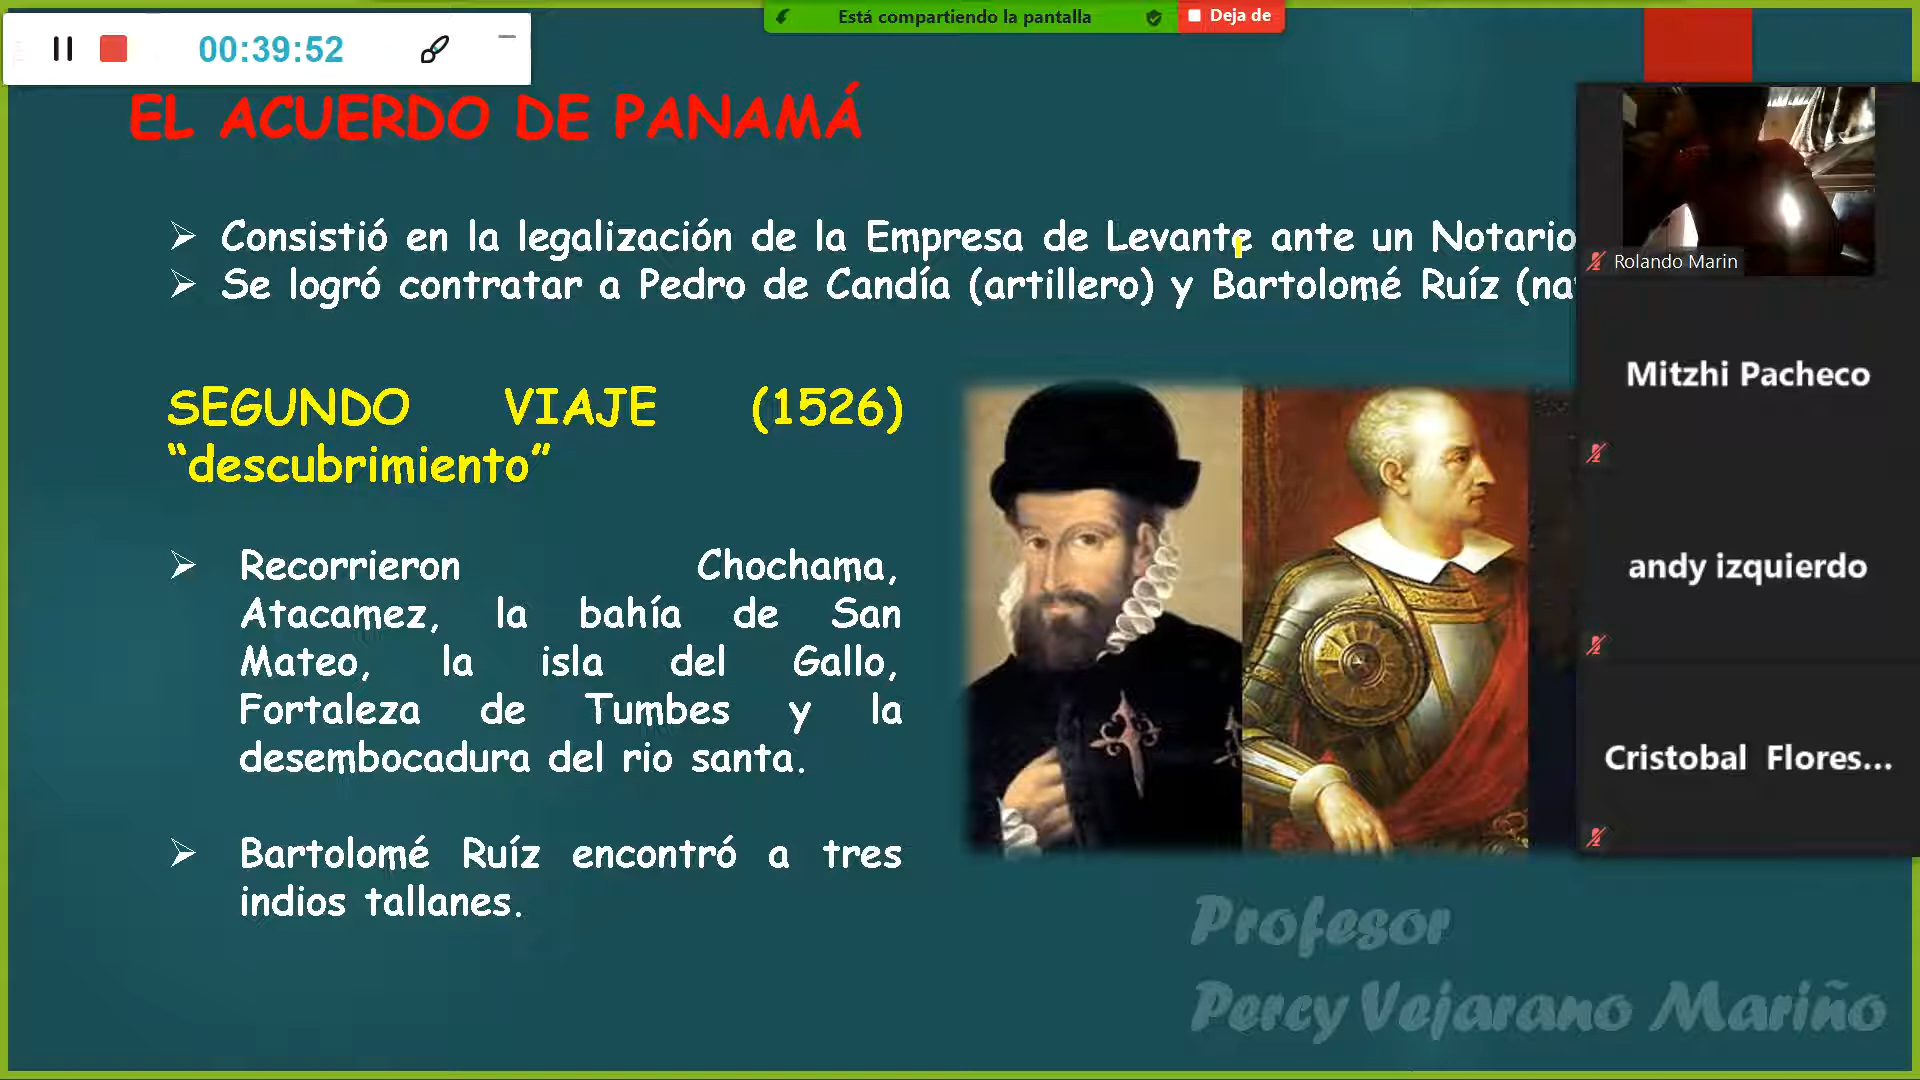 Está compartiendo la pantalla
Deja de
00:39:52
EL ACUERDO DE PANAMÁ
Consistió en la legalización de la Empresa de Levante ante un Notario
Se logró contratar a Pedro de Candía (artillero) y Bartolomé Ruíz
SEGUNDO VIAJE (1526)
“descubrimiento”
Recorrieron Chochama,
Atacamez, la bahía de San
Mateo, la isla del Gallo,
Fortaleza de Tumbes y la
desembocadura del rio santa.
Bartolomé Ruíz encontró a tres
indios tallanes.
Rolando Marin
Mitzhi Pacheco
andy izquierdo
Cristobal Flores...
Profesor
Percy Vejarano Mariño